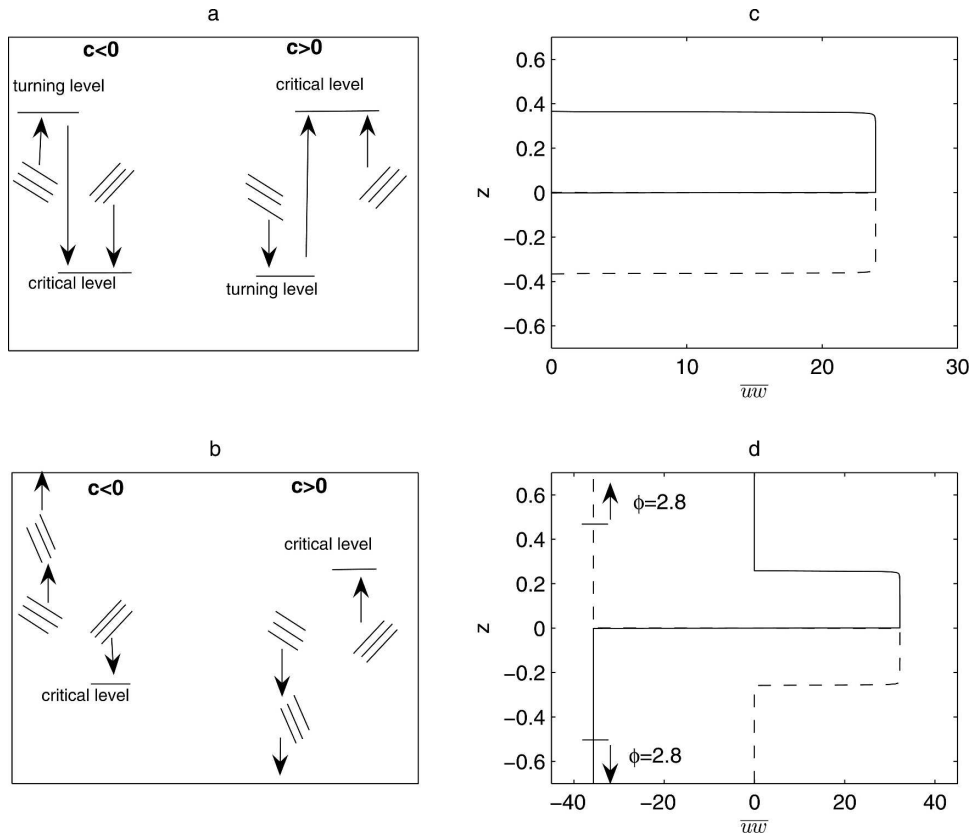 a
c<0
c>0
turning level
critical level
critical level
turning level
c
0.6
0.4
0.2
0
−0.2
−0.4
−0.6
z
0
10
20
30
uw
b
c<0
c>0
critical level
critical level
d
0.6
0.4
0.2
0
−0.2
−0.4
−0.6
z
ϕ=2.8
ϕ=2.8
−40
−20
0
20
40
uw